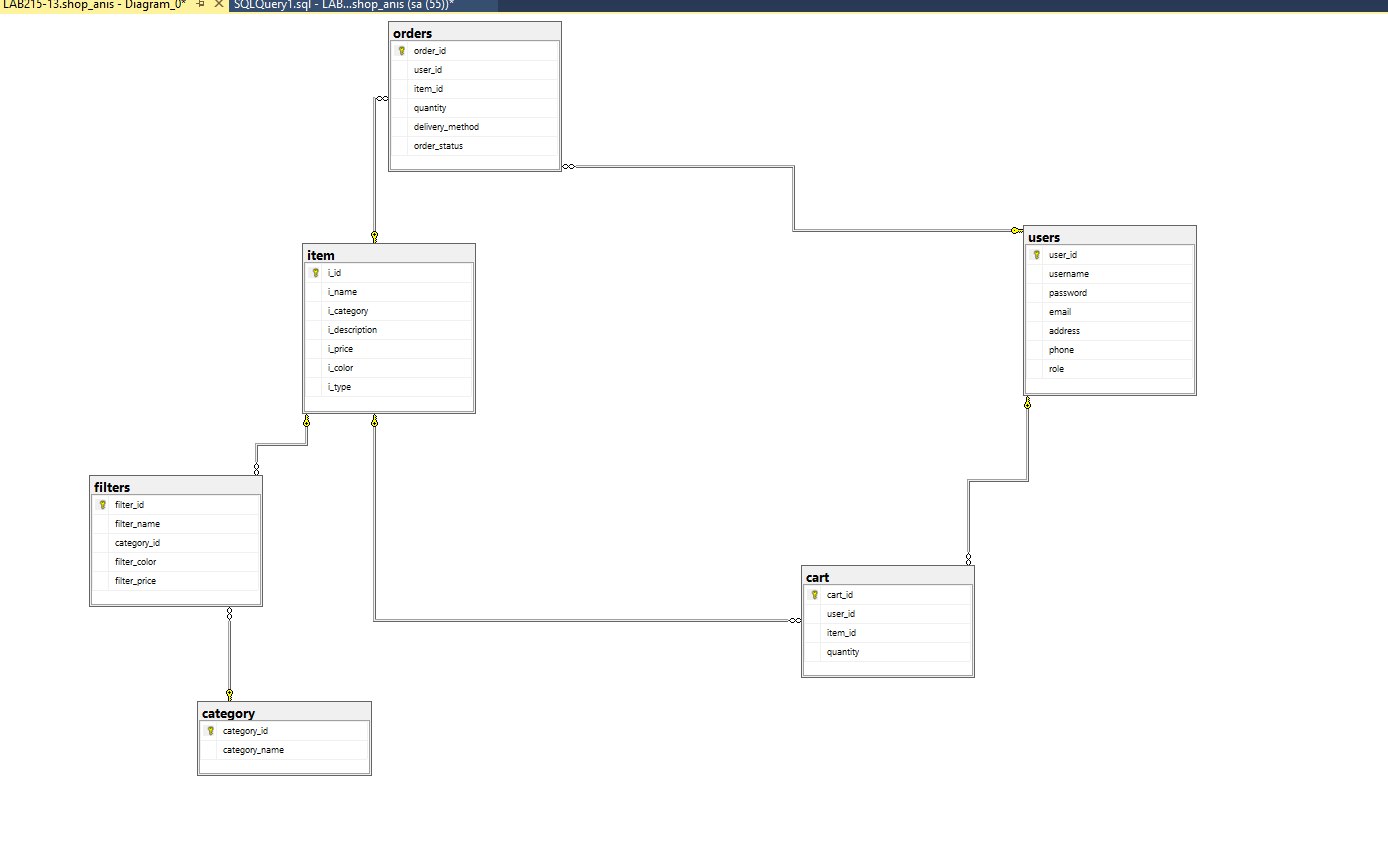 LAB215-13.shop_anis - Diagram_0*
SQLQuery1.sql - LAB...shop_anis (sa (55))*
orders
order_id
user_id
item_id
quantity
delivery_method
order_status
item
i_id
i_name
i_category
i_description
i_price
i_color
i_type
users
user_id
username
password
email
address
phone
role
filters
filter_id
filter_name
category_id
filter_color
filter_price
cart
cart_id
user_id
item_id
quantity
category
category_id
category_name